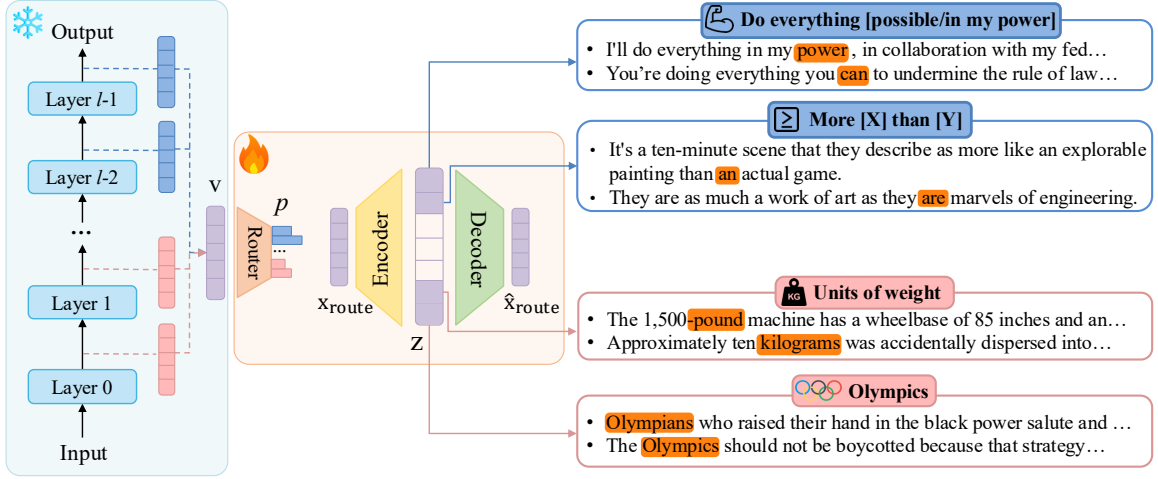 Output
Layer l-1
Layer l-2
...
Layer 1
Layer 0
Input
v
Router
p
...
x_route
Encoder
z
Decoder
x̂_route
Do everything [possible/in my power]
• I'll do everything in my power , in collaboration with my fed…
• You're doing everything you can to undermine the rule of law…
≥ More [X] than [Y]
• It's a ten-minute scene that they describe as more like an explorable
painting than an actual game.
• They are as much a work of art as they are marvels of engineering.
KG Units of weight
• The 1,500-pound machine has a wheelbase of 85 inches and an…
• Approximately ten kilograms was accidentally dispersed into…
Olympics
• Olympians who raised their hand in the black power salute and …
• The Olympics should not be boycotted because that strategy…